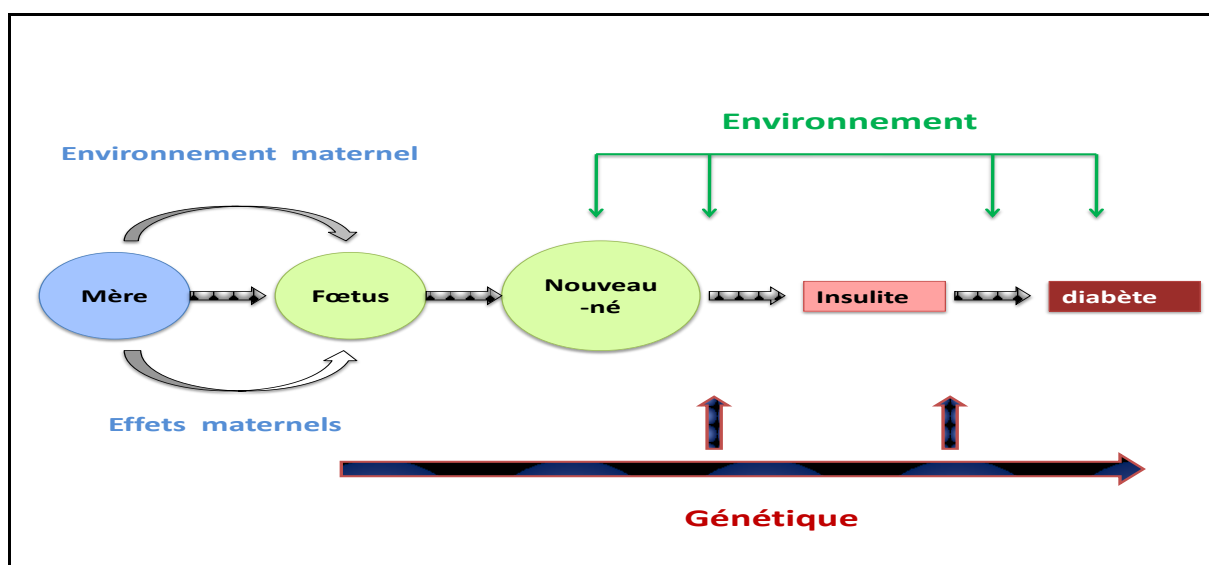 Environnement
Environnement maternel
Mère
Fœtus
Nouveau
-né
Insulite
diabète
Effets maternels
Génétique